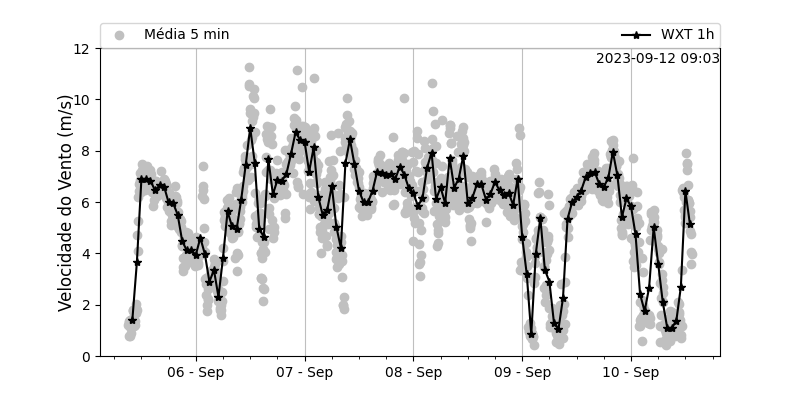 Média 5 min
WXT 1h
2023-09-12 09:03
Velocidade do Vento (m/s)
12
10
8
6
4
2
0
06 - Sep
07 - Sep
08 - Sep
09 - Sep
10 - Sep